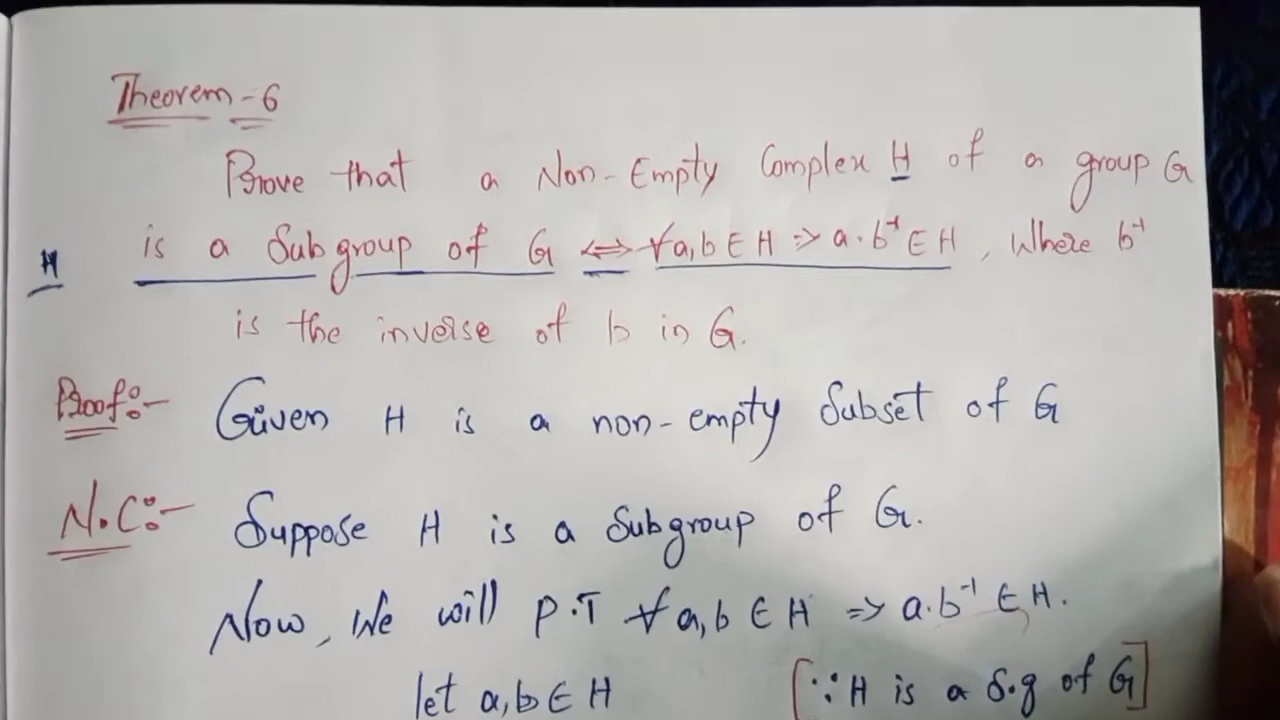 Theorem-6
Prove that a Non-Empty Complex H of a group G
H is a Subgroup of G ⇔ ∀a,b∈H ⇒ a·b⁻¹∈H, Where b⁻¹
is the inverse of b in G.
Proof:- Given H is a non-empty Subset of G
N.C:- Suppose H is a Subgroup of G.
Now, We will P.T ∀a,b∈H ⇒ a.b⁻¹∈H.
let a,b∈H [∵H is a S.g of G]